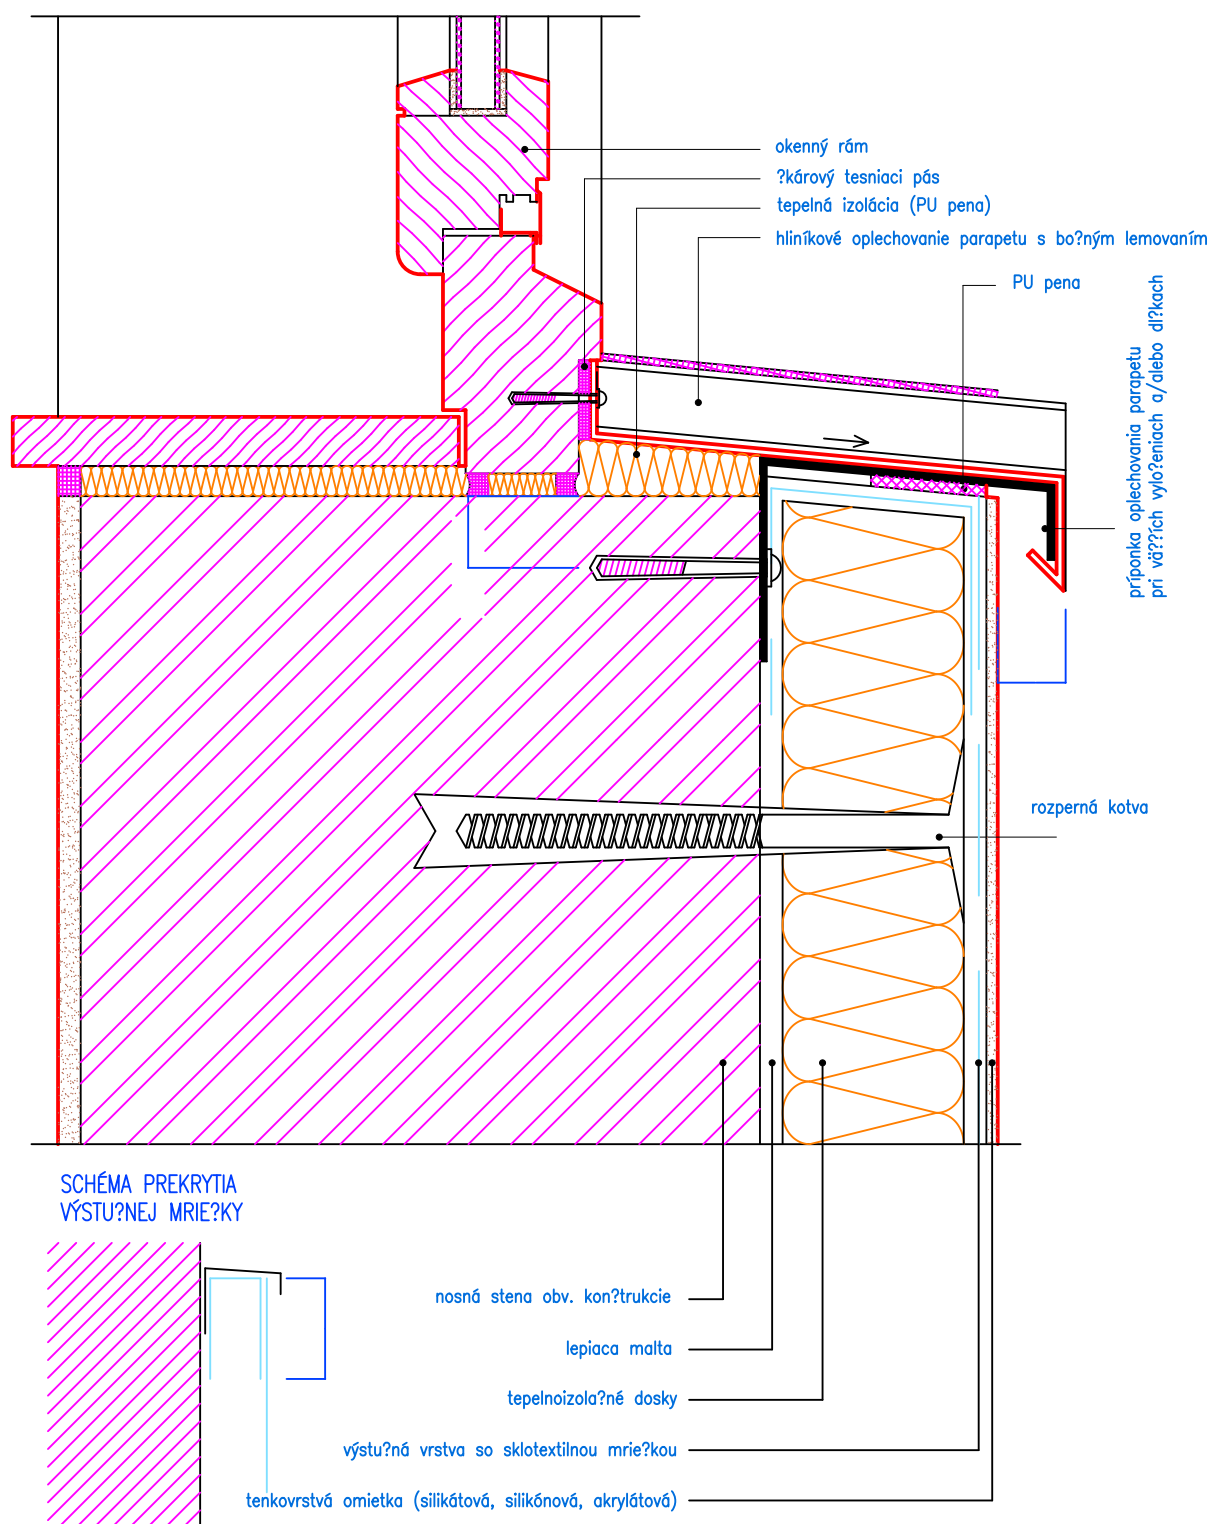 okenný rám
?kárový tesniaci pás
tepelná izolácia (PU pena)
hliníkové oplechovanie parapetu s bo?ným lemovaním
PU pena
príponka oplechovania parapetu
pri vä??ích vylo?eniach a/alebo dĺ?kach
rozperná kotva
SCHÉMA PREKRYTIA
VÝSTU?NEJ MRIE?KY
nosná stena obv. kon?trukcie
lepiaca malta
tepelnoizola?né dosky
výstu?ná vrstva so sklotextilnou mrie?kou
tenkovrstvá omietka (silikátová, silikónová, akrylátová)